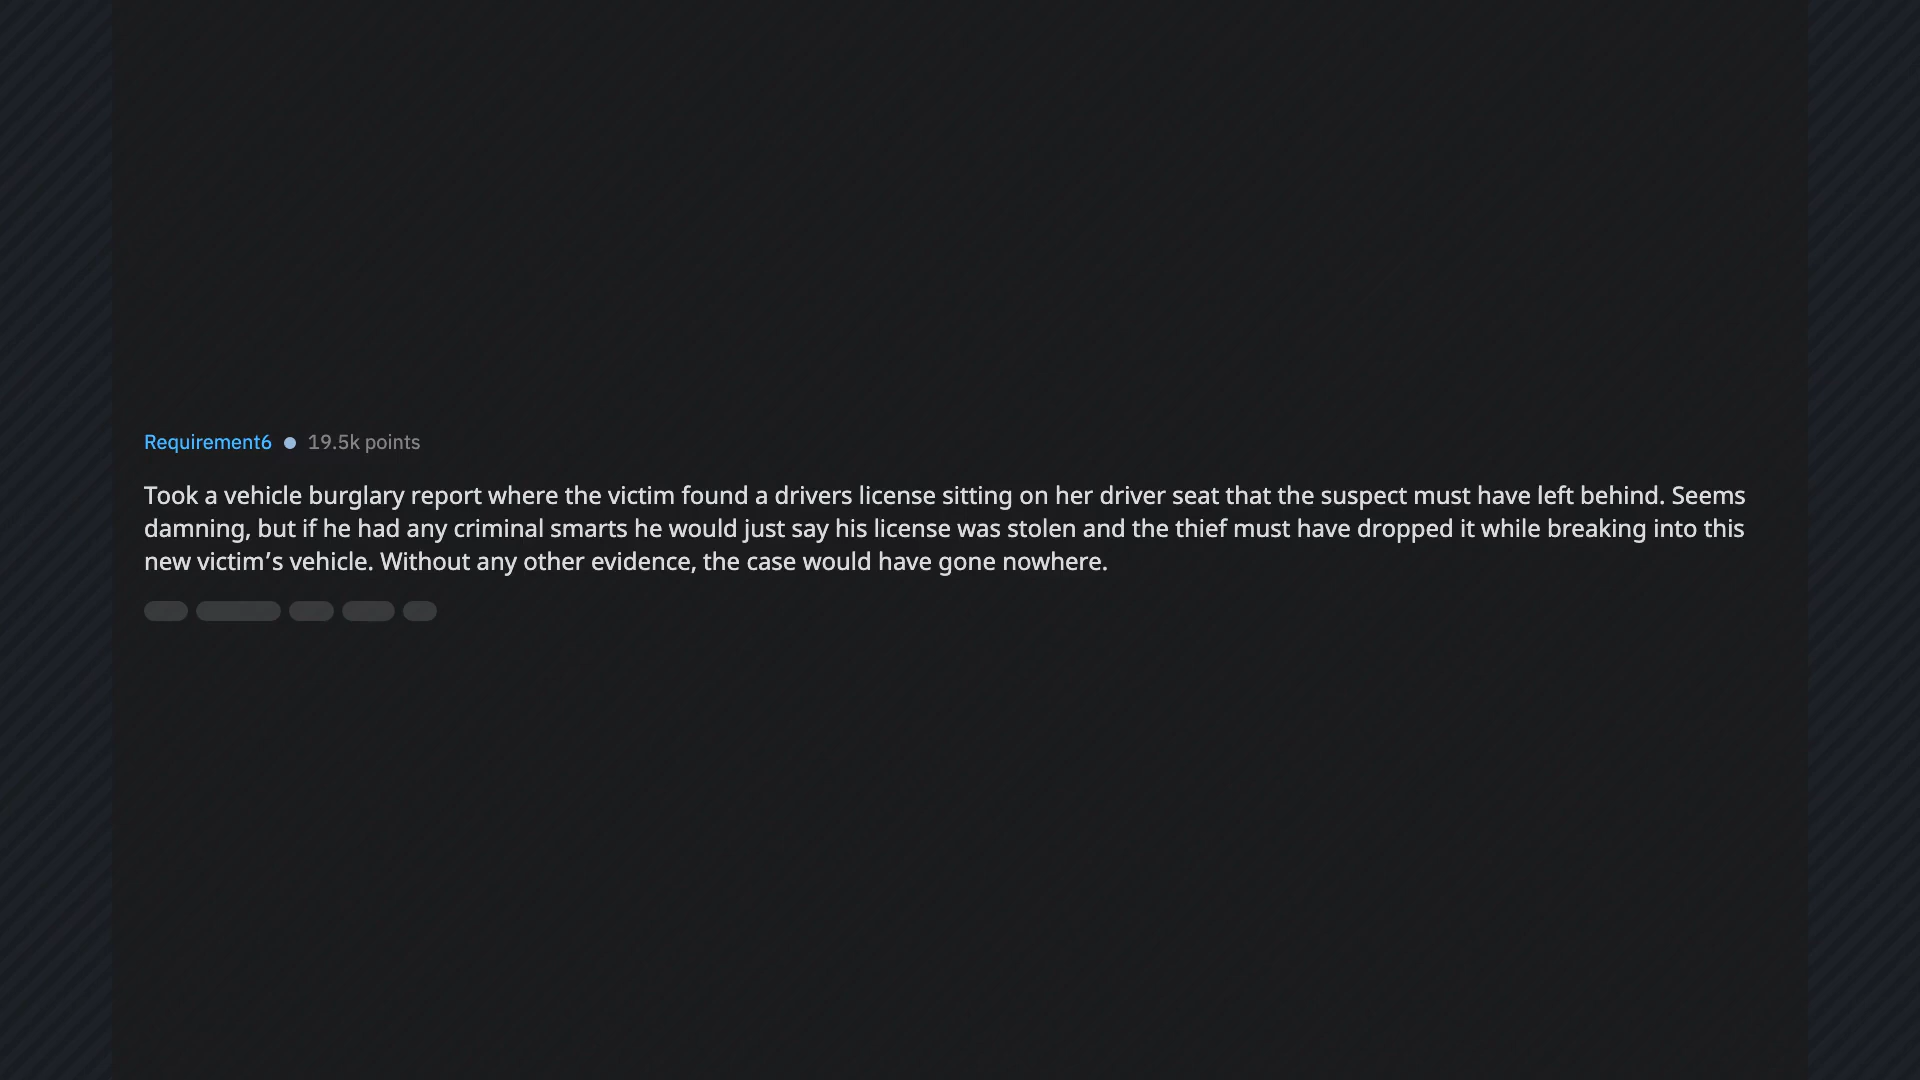 Requirement6 ● 19.5k points
Took a vehicle burglary report where the victim found a drivers license sitting on her driver seat that the suspect must have left behind. Seems
damning, but if he had any criminal smarts he would just say his license was stolen and the thief must have dropped it while breaking into this
new victim’s vehicle. Without any other evidence, the case would have gone nowhere.